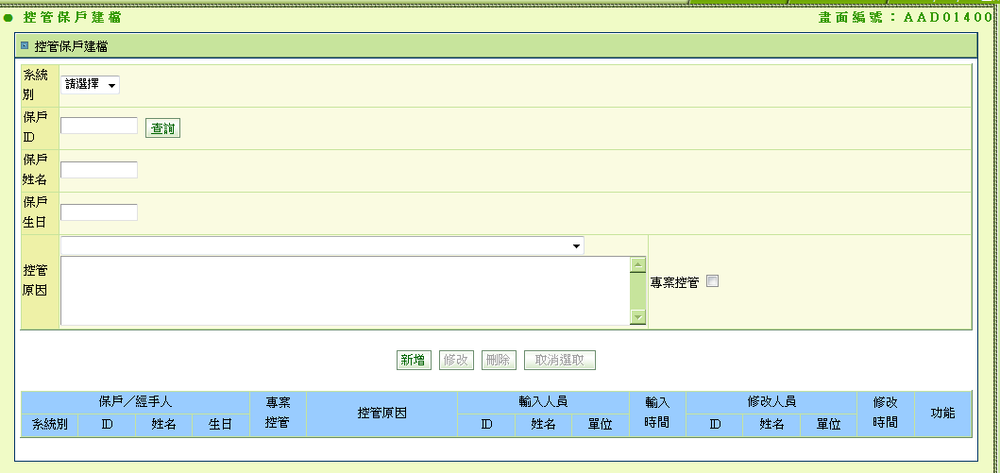 控管保戶建檔 畫面編號：AAD01400
控管保戶建檔
系統
別
請選擇
保戶
ID
查詢
保戶
姓名
保戶
生日
控管
原因
專案控管
新增 修改 刪除 取消選取
保戶／經手人 專案 控管原因 輸入人員 輸入 修改人員 修改 功能
系統別 ID 姓名 生日 控管 ID 姓名 單位 時間 ID 姓名 單位 時間